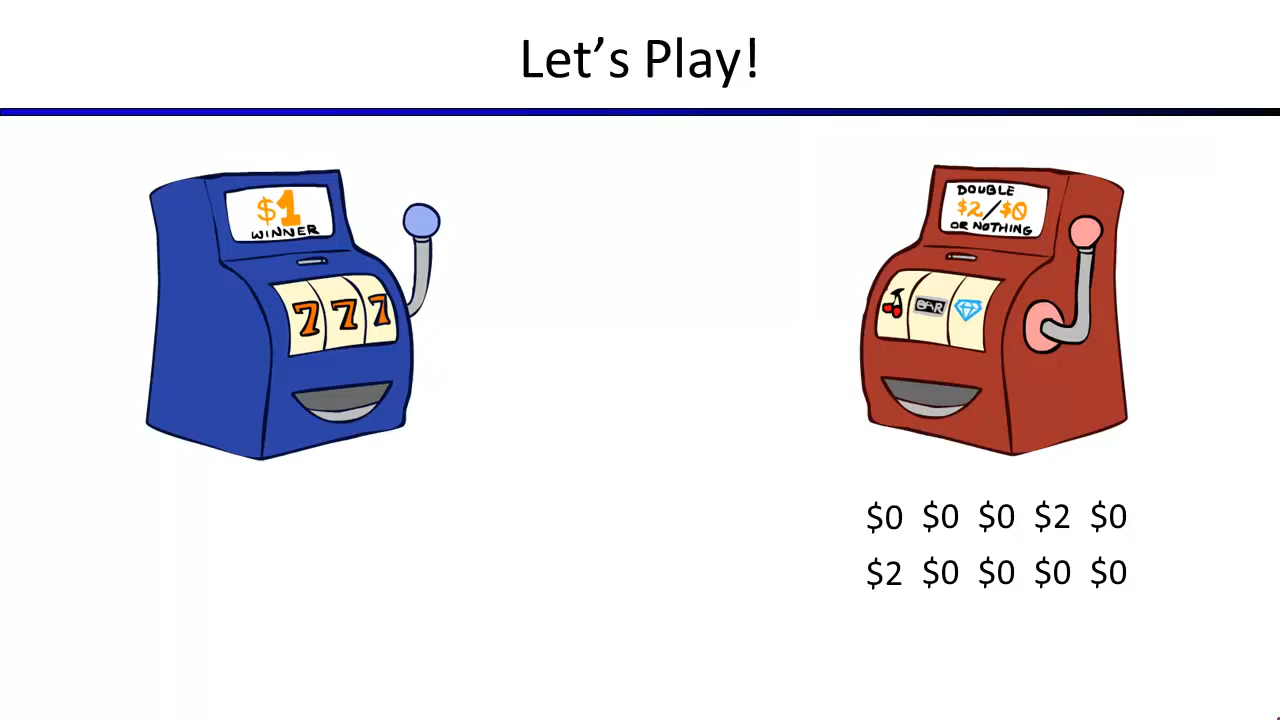 Let's Play!
$1
WINNER
777
DOUBLE
$2/$0
OR NOTHING
BAR
$0 $0 $0 $2 $0
$2 $0 $0 $0 $0